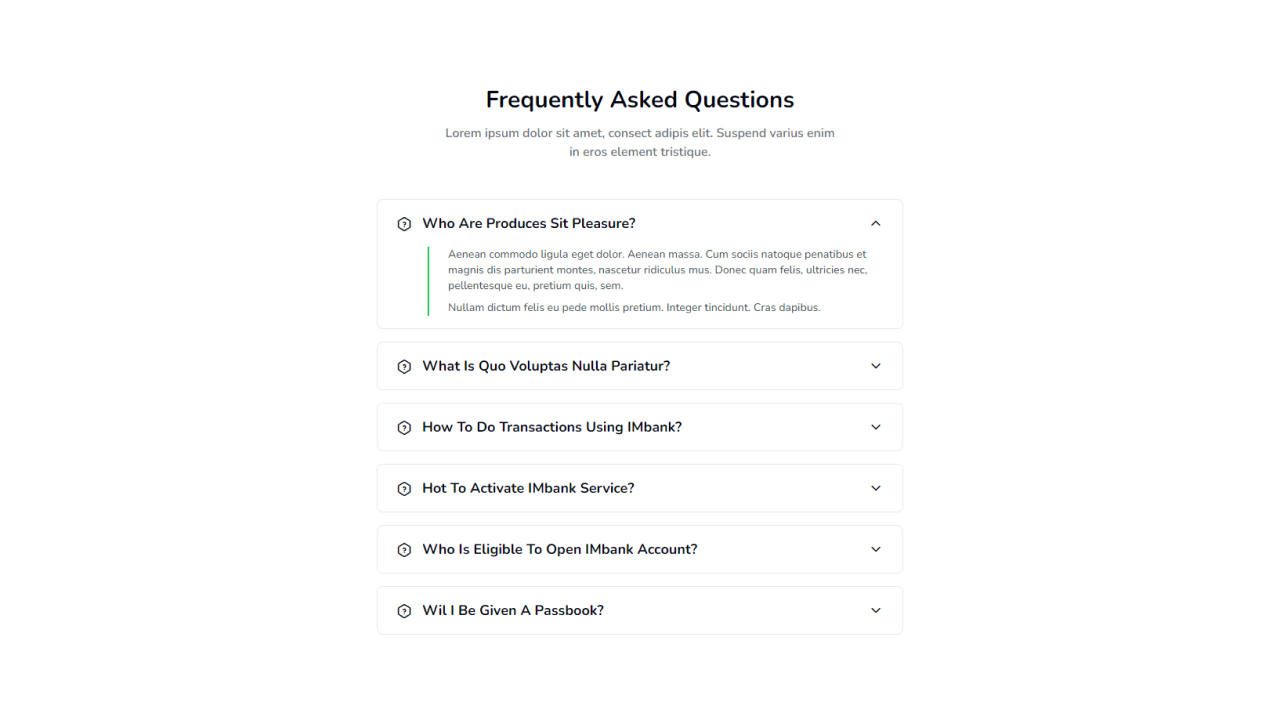 Frequently Asked Questions
Lorem ipsum dolor sit amet, consect adipis elit. Suspend varius enim
in eros element tristique.
Who Are Produces Sit Pleasure?
Aenean commodo ligula eget dolor. Aenean massa. Cum sociis natoque penatibus et
magnis dis parturient montes, nascetur ridiculus mus. Donec quam felis, ultricies nec,
pellentesque eu, pretium quis, sem.
Nullam dictum felis eu pede mollis pretium. Integer tincidunt. Cras dapibus.
What Is Quo Voluptas Nulla Pariatur?
How To Do Transactions Using IMbank?
Hot To Activate IMbank Service?
Who Is Eligible To Open IMbank Account?
Wil I Be Given A Passbook?